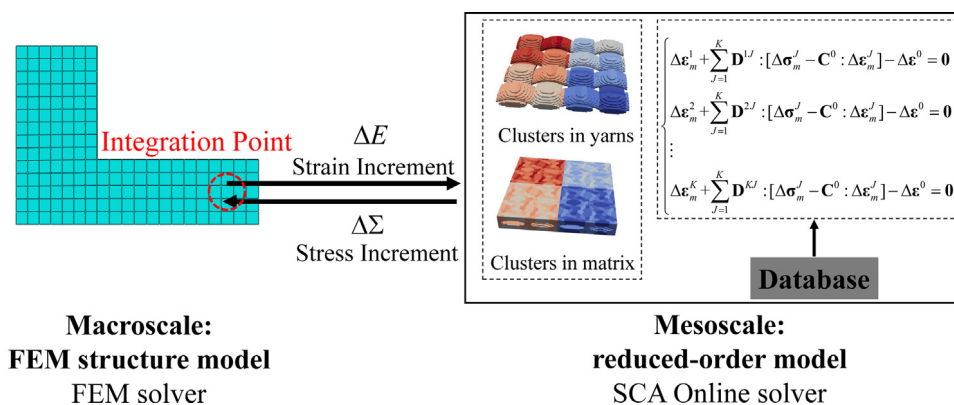 Integration Point
ΔE
Strain Increment
ΔΣ
Stress Increment
Macroscale:
FEM structure model
FEM solver
Clusters in yarns
Clusters in matrix
Δε_m^1 + ∑_{J=1}^{K} D^{1J} : [Δσ_m^J − C^0 : Δε_m^J] − Δε^0 = 0
Δε_m^2 + ∑_{J=1}^{K} D^{2J} : [Δσ_m^J − C^0 : Δε_m^J] − Δε^0 = 0
⋮
Δε_m^K + ∑_{J=1}^{K} D^{KJ} : [Δσ_m^J − C^0 : Δε_m^J] − Δε^0 = 0
Database
Mesoscale:
reduced-order model
SCA Online solver